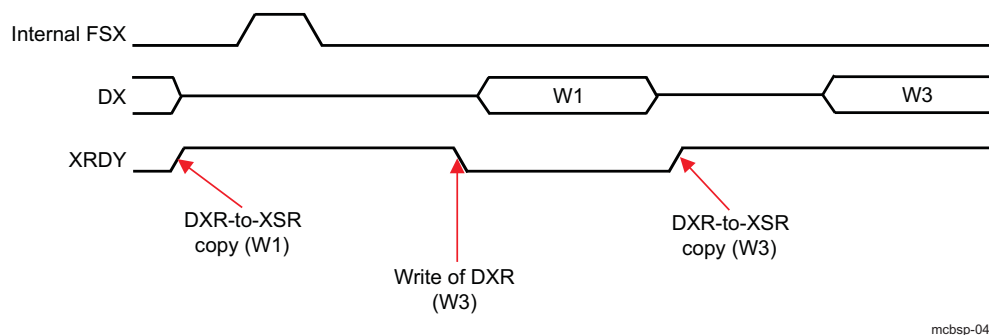 Internal FSX
DX
W1
W3
XRDY
DXR-to-XSR
copy (W1)
Write of DXR
(W3)
DXR-to-XSR
copy (W3)
mcbsp-04